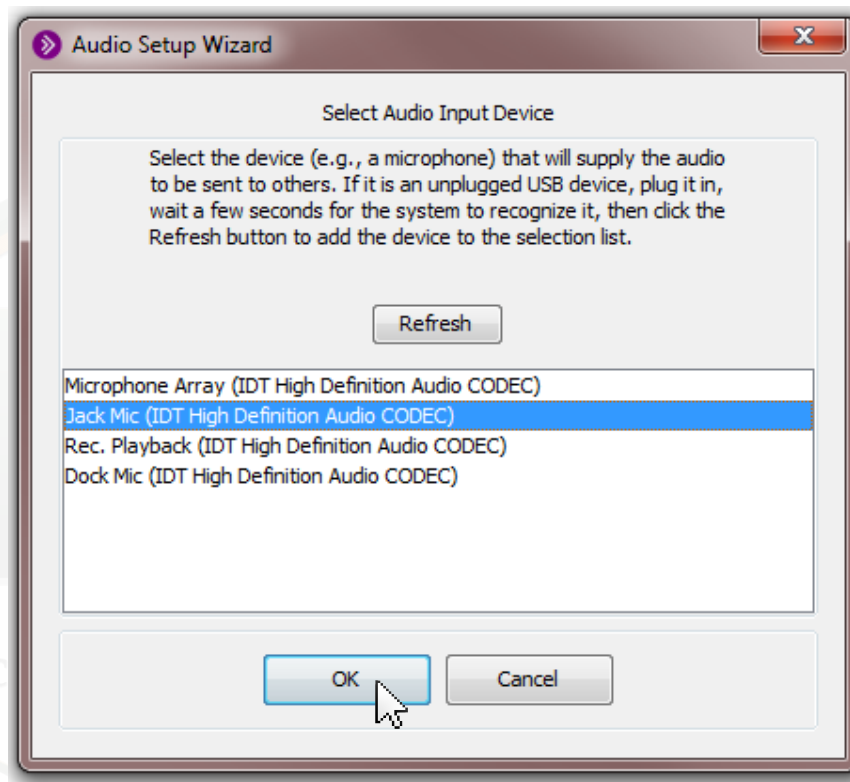 Audio Setup Wizard
Select Audio Input Device
Select the device (e.g., a microphone) that will supply the audio
to be sent to others. If it is an unplugged USB device, plug it in,
wait a few seconds for the system to recognize it, then click the
Refresh button to add the device to the selection list.
Refresh
Microphone Array (IDT High Definition Audio CODEC)
Jack Mic (IDT High Definition Audio CODEC)
Rec. Playback (IDT High Definition Audio CODEC)
Dock Mic (IDT High Definition Audio CODEC)
OK Cancel